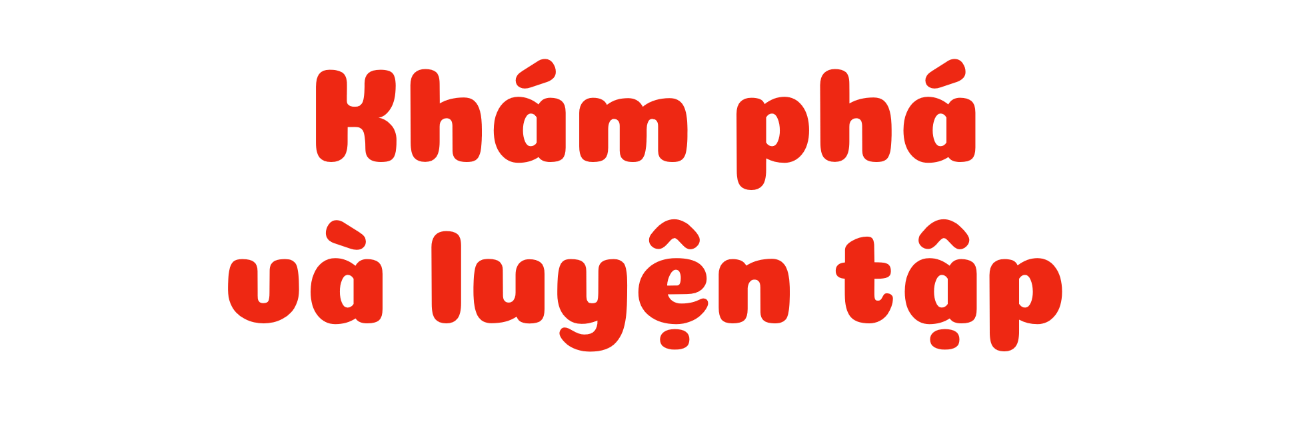 Khám phá
và luyện tập